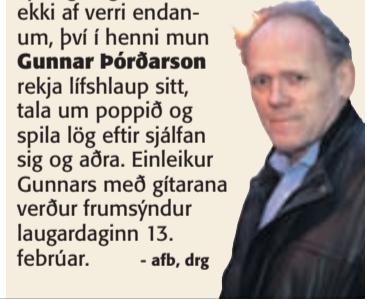 ekki af verri endan-
um, því í henni mun
Gunnar Þórðarson
rekja lífshlaup sitt,
tala um poppið og
spila lög eftir sjálfan
sig og aðra. Einleikur
Gunnars með gítarana
verður frumsýndur
laugardaginn 13.
febrúar. - afb, drg